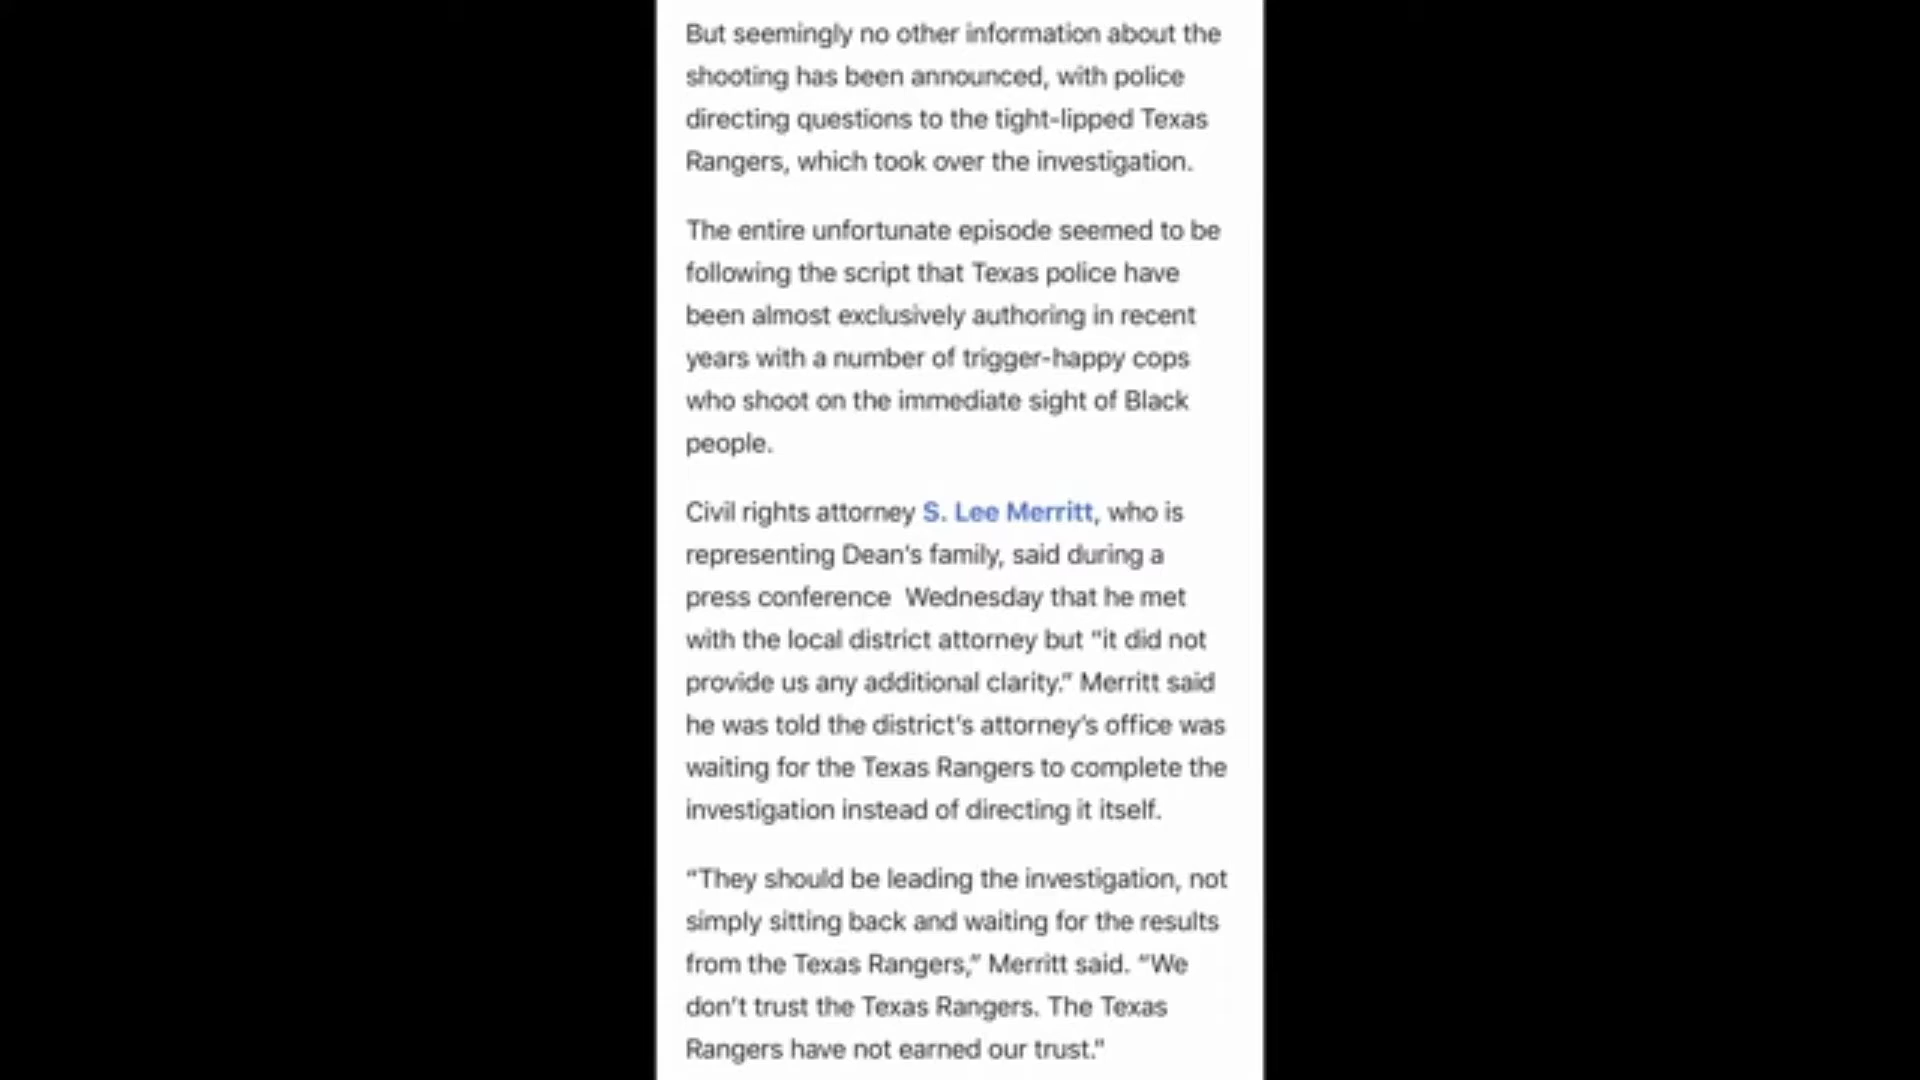 But seemingly no other information about the
shooting has been announced, with police
directing questions to the tight-lipped Texas
Rangers, which took over the investigation.
The entire unfortunate episode seemed to be
following the script that Texas police have
been almost exclusively authoring in recent
years with a number of trigger-happy cops
who shoot on the immediate sight of Black
people.
Civil rights attorney S. Lee Merritt, who is
representing Dean's family, said during a
press conference  Wednesday that he met
with the local district attorney but “it did not
provide us any additional clarity.” Merritt said
he was told the district's attorney's office was
waiting for the Texas Rangers to complete the
investigation instead of directing it itself.
“They should be leading the investigation, not
simply sitting back and waiting for the results
from the Texas Rangers,” Merritt said. “We
don't trust the Texas Rangers. The Texas
Rangers have not earned our trust."